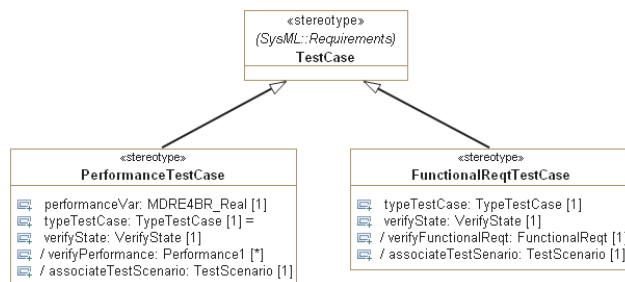 «stereotype»
(SysML::Requirements)
TestCase
«stereotype»
PerformanceTestCase
performanceVar: MDRE4BR_Real [1]
typeTestCase: TypeTestCase [1] =
verifyState: VerifyState [1]
/ verifyPerformance: Performance1 [*]
/ associateTestScenario: TestScenario [1]
«stereotype»
FunctionalReqtTestCase
typeTestCase: TypeTestCase [1]
verifyState: VerifyState [1]
/ verifyFunctionalReqt: FunctionalReqt [1]
/ associateTestSenario: TestScenario [1]